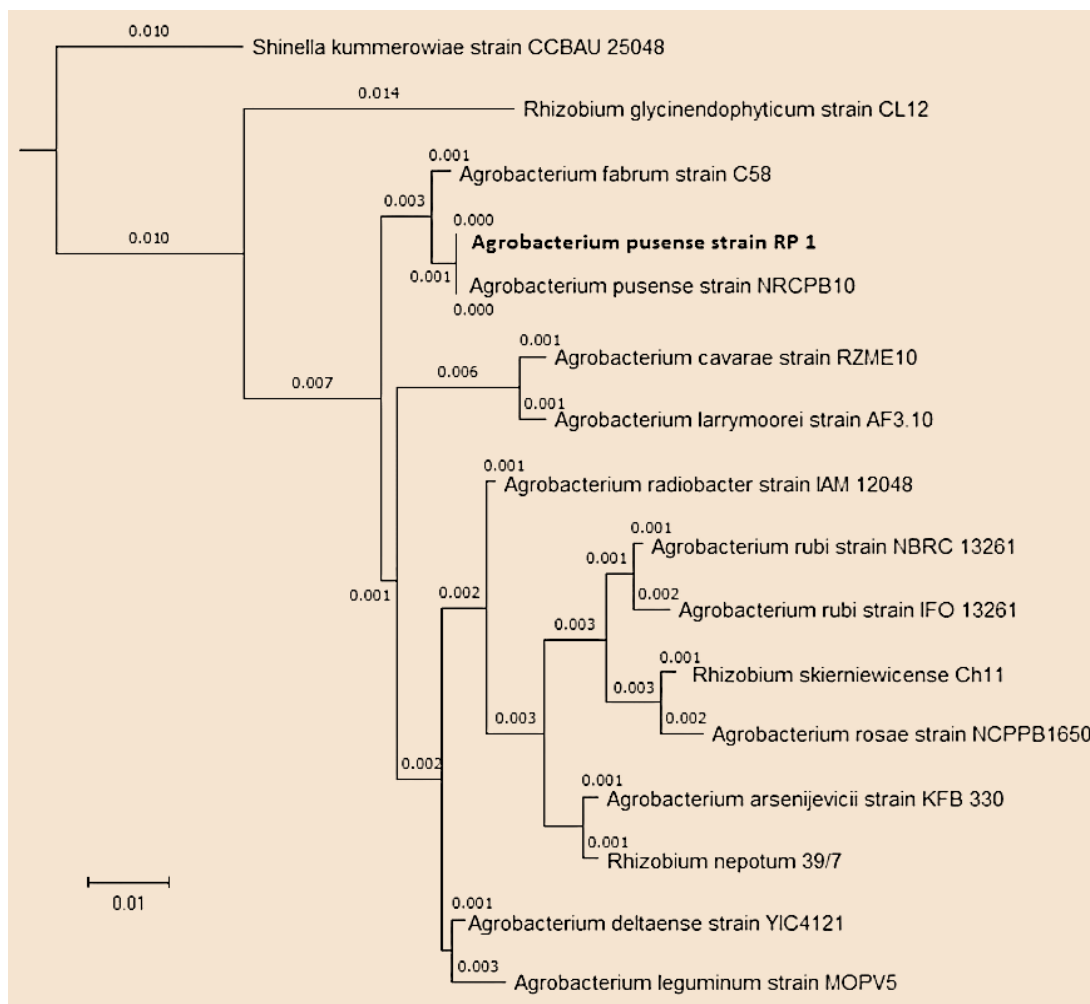 0.010
Shinella kummerowiae strain CCBAU 25048
0.014
Rhizobium glycinendophyticum strain CL12
0.001
Agrobacterium fabrum strain C58
0.003
0.000
Agrobacterium pusense strain RP 1
0.010
0.001
Agrobacterium pusense strain NRCPB10
0.000
0.001
Agrobacterium cavarae strain RZME10
0.006
0.007
0.001
Agrobacterium larrymoorei strain AF3.10
0.001
Agrobacterium radiobacter strain IAM 12048
0.001
Agrobacterium rubi strain NBRC 13261
0.001
0.001
0.002
0.002
Agrobacterium rubi strain IFO 13261
0.003
0.001
Rhizobium skierniewicense Ch11
0.003
0.003
0.002
Agrobacterium rosae strain NCPPB1650
0.002
0.001
Agrobacterium arsenijevicii strain KFB 330
0.001
Rhizobium nepotum 39/7
0.01
0.001
Agrobacterium deltaense strain YIC4121
0.003
Agrobacterium leguminum strain MOPV5